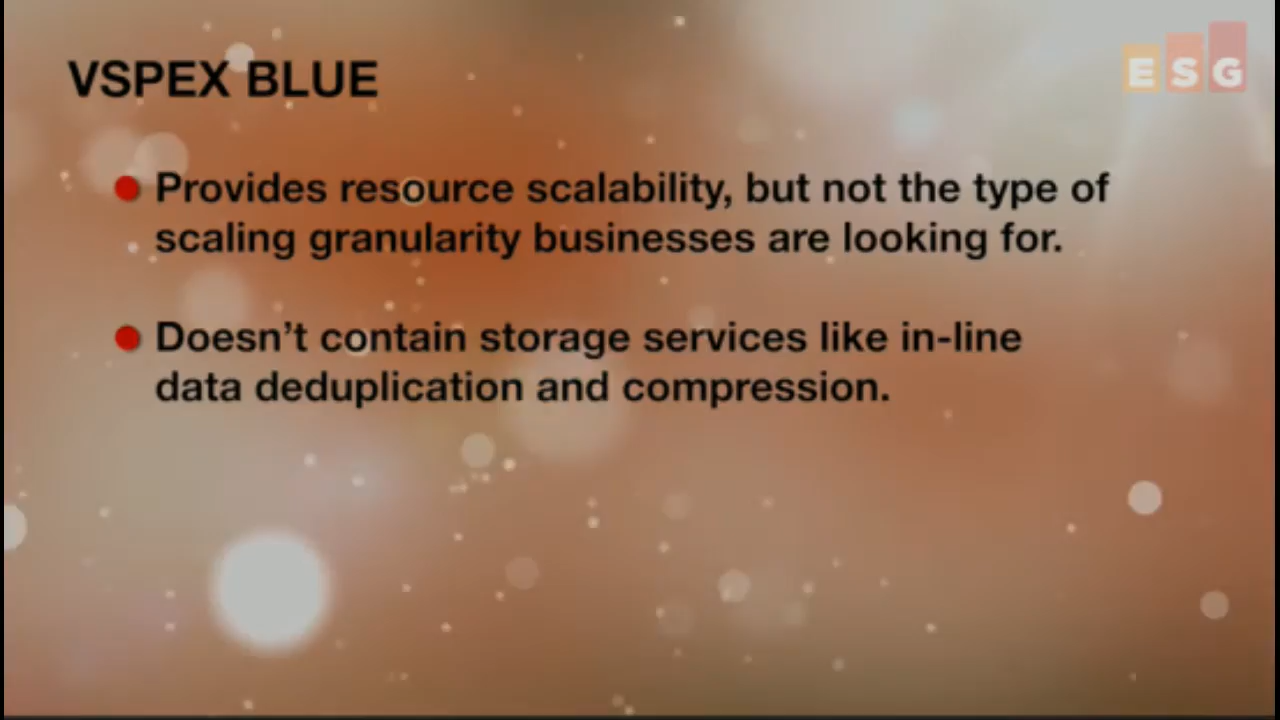 ESG
VSPEX BLUE
Provides resource scalability, but not the type of
scaling granularity businesses are looking for.
Doesn’t contain storage services like in-line
data deduplication and compression.